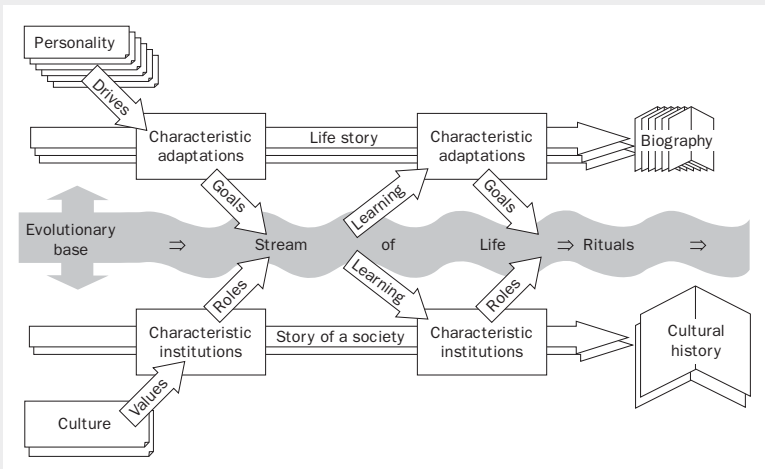 Personality
Drives
Characteristic
adaptations
Life story
Characteristic
adaptations
Biography
Goals
Learning
Goals
Evolutionary
base
⇒ Stream of Life ⇒ Rituals ⇒
Roles
Learning
Roles
Characteristic
institutions
Story of a society
Characteristic
institutions
Cultural
history
Values
Culture